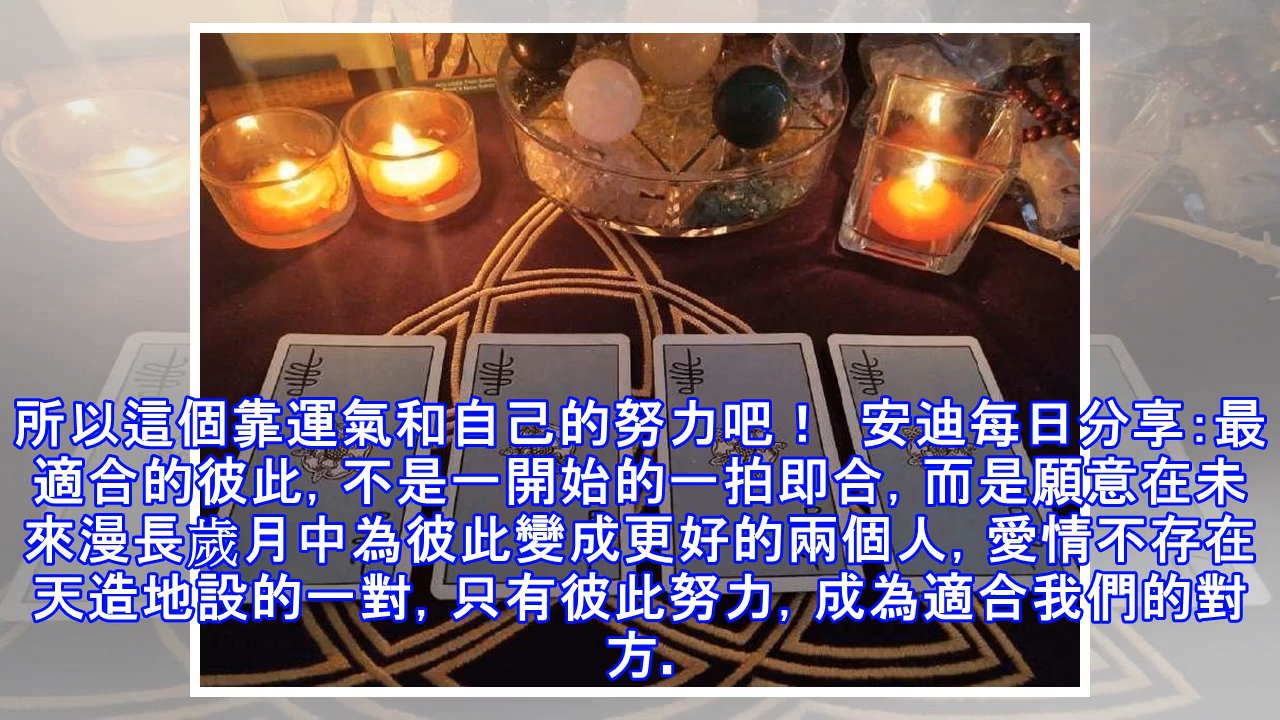 所以這個靠運氣和自己的努力吧！ 安迪每日分享:最
適合的彼此, 不是一開始的一拍即合, 而是願意在未
來漫長歲月中為彼此變成更好的兩個人, 愛情不存在
天造地設的一對, 只有彼此努力, 成為適合我們的對
方.